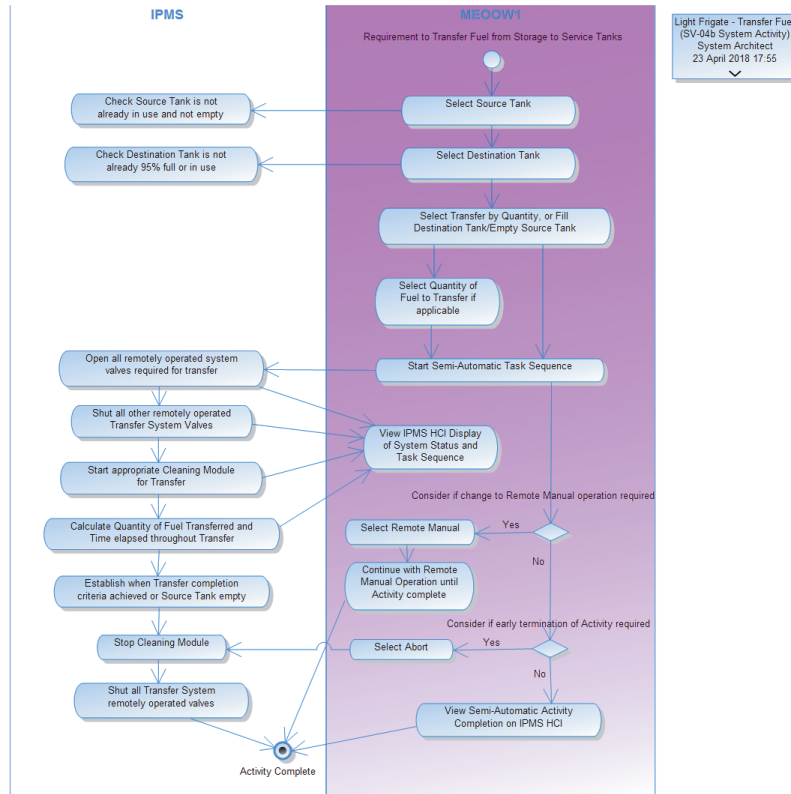 IPMS
MEOOW1
Light Frigate - Transfer Fuel
(SV-04b System Activity)
System Architect
23 April 2018 17:55
Requirement to Transfer Fuel from Storage to Service Tanks
Check Source Tank is not
already in use and not empty
Select Source Tank
Check Destination Tank is not
already 95% full or in use
Select Destination Tank
Select Transfer by Quantity, or Fill
Destination Tank/Empty Source Tank
Select Quantity of
Fuel to Transfer if
applicable
Open all remotely operated system
valves required for transfer
Start Semi-Automatic Task Sequence
Shut all other remotely operated
Transfer System Valves
View IPMS HCI Display
of System Status and
Task Sequence
Start appropriate Cleaning Module
for Transfer
Consider if change to Remote Manual operation required
Calculate Quantity of Fuel Transferred and
Time elapsed throughout Transfer
Select Remote Manual
Yes
No
Continue with Remote
Manual Operation until
Activity complete
Establish when Transfer completion
criteria achieved or Source Tank empty
Consider if early termination of Activity required
Stop Cleaning Module
Select Abort
Yes
No
Shut all Transfer System
remotely operated valves
View Semi-Automatic Activity
Completion on IPMS HCI
Activity Complete